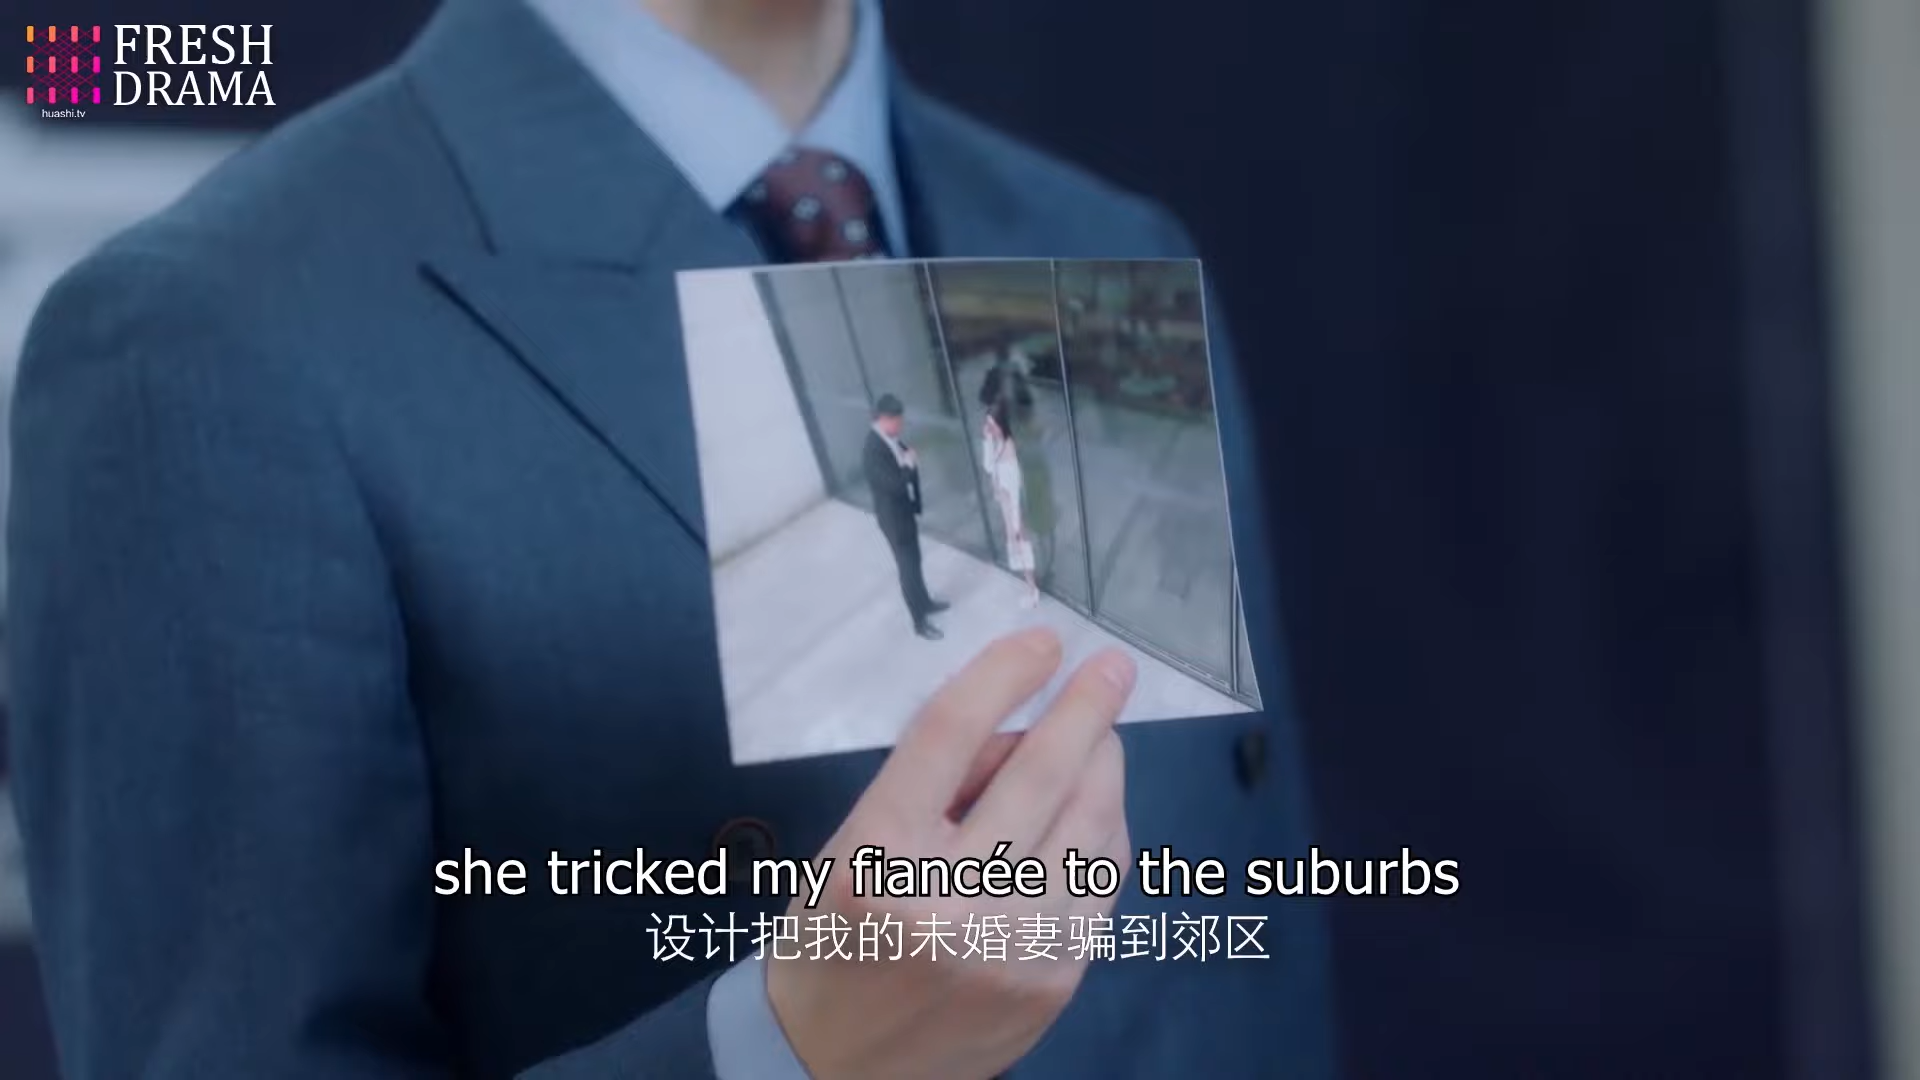 FRESH
DRAMA
huashi.tv
she tricked my fiancée to the suburbs
设计把我的未婚妻骗到郊区